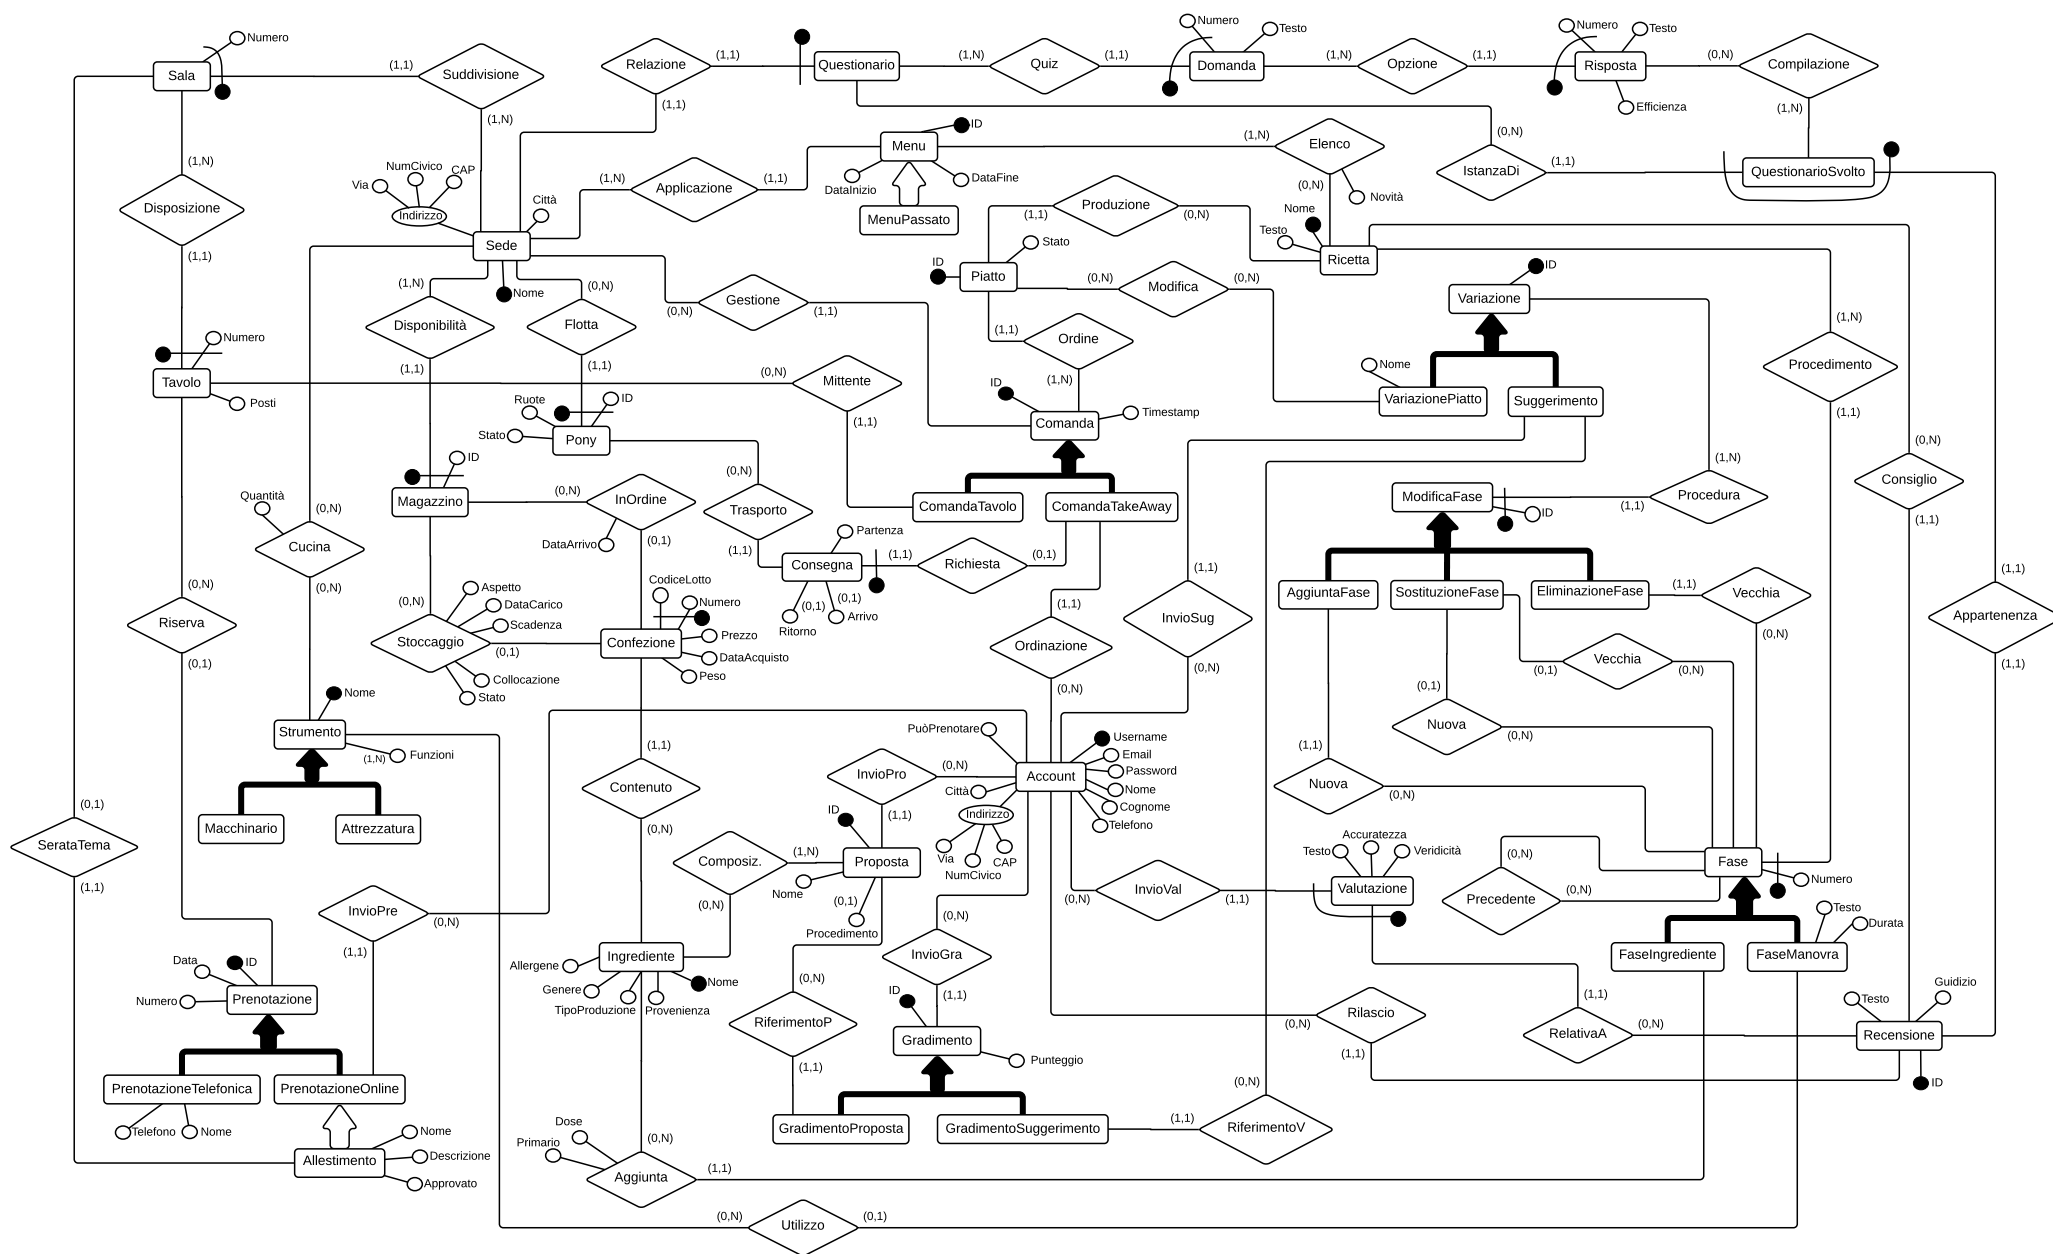 Numero
Sala
(1,1)
Suddivisione
(1,N)
Relazione
(1,1)
(1,1)
Questionario
(1,N)
Quiz
(1,1)
Numero
Testo
Domanda
(1,N)
Opzione
(1,1)
Numero
Testo
Risposta
Efficienza
(0,N)
Compilazione
(1,N)
(1,N)
Disposizione
(1,1)
NumCivico
CAP
Via
Indirizzo
Città
Sede
Nome
(1,N)
Applicazione
(1,1)
ID
Menu
DataInizio
DataFine
MenuPassato
(1,N)
Elenco
(0,N)
Novità
(0,N)
IstanzaDi
(1,1)
QuestionarioSvolto
(1,1)
Produzione
(0,N)
Nome
Testo
Ricetta
Stato
ID
Piatto
(0,N)
Modifica
(0,N)
ID
Variazione
(1,N)
Disponibilità
(1,1)
(0,N)
Flotta
(1,1)
(0,N)
Gestione
(1,1)
(1,1)
Ordine
(1,N)
Nome
VariazionePiatto
Suggerimento
(1,N)
Procedimento
(1,1)
Numero
Tavolo
Posti
(0,N)
Mittente
(1,1)
Ruote
ID
Stato
Pony
ID
Timestamp
Comanda
ComandaTavolo
ComandaTakeAway
ID
Magazzino
(0,N)
InOrdine
DataArrivo
(0,1)
(0,N)
Trasporto
(1,1)
Partenza
Consegna
(0,1)
(0,1)
Ritorno
Arrivo
(1,1)
Richiesta
(0,1)
ModificaFase
ID
(1,1)
(1,N)
Procedura
(0,N)
Consiglio
(1,1)
Quantità
(0,N)
Cucina
(0,N)
(0,N)
Riserva
(0,1)
(0,N)
Aspetto
DataCarico
Scadenza
Stoccaggio
(0,1)
Collocazione
Stato
CodiceLotto
Numero
Confezione
Prezzo
DataAcquisto
Peso
(1,1)
Ordinazione
(0,N)
(1,1)
InvioSug
(0,N)
AggiuntaFase
SostituzioneFase
EliminazioneFase
(1,1)
Vecchia
(0,N)
(1,1)
Appartenenza
(1,1)
(0,1)
Vecchia
(0,N)
(0,1)
Nuova
(0,N)
(1,1)
Nuova
(0,N)
Nome
Strumento
(1,N)
Funzioni
Macchinario
Attrezzatura
(1,1)
Contenuto
(0,N)
InvioPro
(0,N)
(1,1)
PuòPrenotare
Username
Email
Password
Nome
Cognome
Telefono
Account
Città
Indirizzo
Via
NumCivico
CAP
(0,1)
SerataTema
(1,1)
Composiz.
(1,N)
(0,N)
ID
Proposta
Nome
(0,1)
Procedimento
(0,N)
InvioVal
(1,1)
Accuratezza
Testo
Veridicità
Valutazione
(0,N)
Precedente
(0,N)
Fase
Numero
Testo
Durata
FaseIngrediente
FaseManovra
InvioPre
(0,N)
(1,1)
Data
ID
Numero
Prenotazione
PrenotazioneTelefonica
PrenotazioneOnline
Telefono
Nome
Nome
Allestimento
Descrizione
Approvato
Ingrediente
Allergene
Genere
TipoProduzione
Provenienza
Nome
(0,N)
RiferimentoP
(1,1)
(0,N)
InvioGra
(1,1)
ID
Gradimento
Punteggio
GradimentoProposta
GradimentoSuggerimento
(1,1)
(0,N)
RiferimentoV
(0,N)
Rilascio
(1,1)
(1,1)
RelativaA
(0,N)
Testo
Guidizio
Recensione
ID
(0,N)
Dose
Primario
Aggiunta
(1,1)
(0,N)
Utilizzo
(0,1)